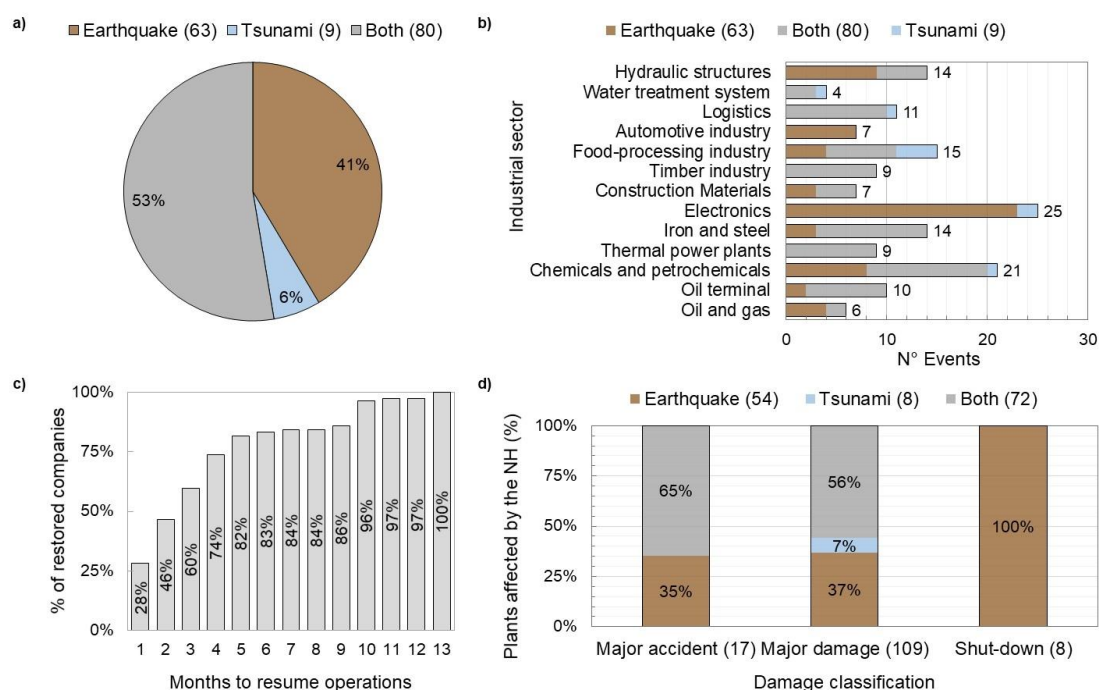 a)
Earthquake (63) Tsunami (9) Both (80)
41%
53%
6%
b)
Earthquake (63) Both (80) Tsunami (9)
Industrial sector
Hydraulic structures 14
Water treatment system 4
Logistics 11
Automotive industry 7
Food-processing industry 15
Timber industry 9
Construction Materials 7
Electronics 25
Iron and steel 14
Thermal power plants 9
Chemicals and petrochemicals 21
Oil terminal 10
Oil and gas 6
0 10 20 30
N° Events
c)
% of restored companies
100%
75%
50%
25%
0%
28% 46% 60% 74% 82% 83% 84% 84% 86% 96% 97% 97% 100%
1 2 3 4 5 6 7 8 9 10 11 12 13
Months to resume operations
d)
Earthquake (54) Tsunami (8) Both (72)
Plants affected by the NH (%)
100%
75%
50%
25%
0%
65% 56%
100%
7%
35% 37%
Major accident (17) Major damage (109) Shut-down (8)
Damage classification